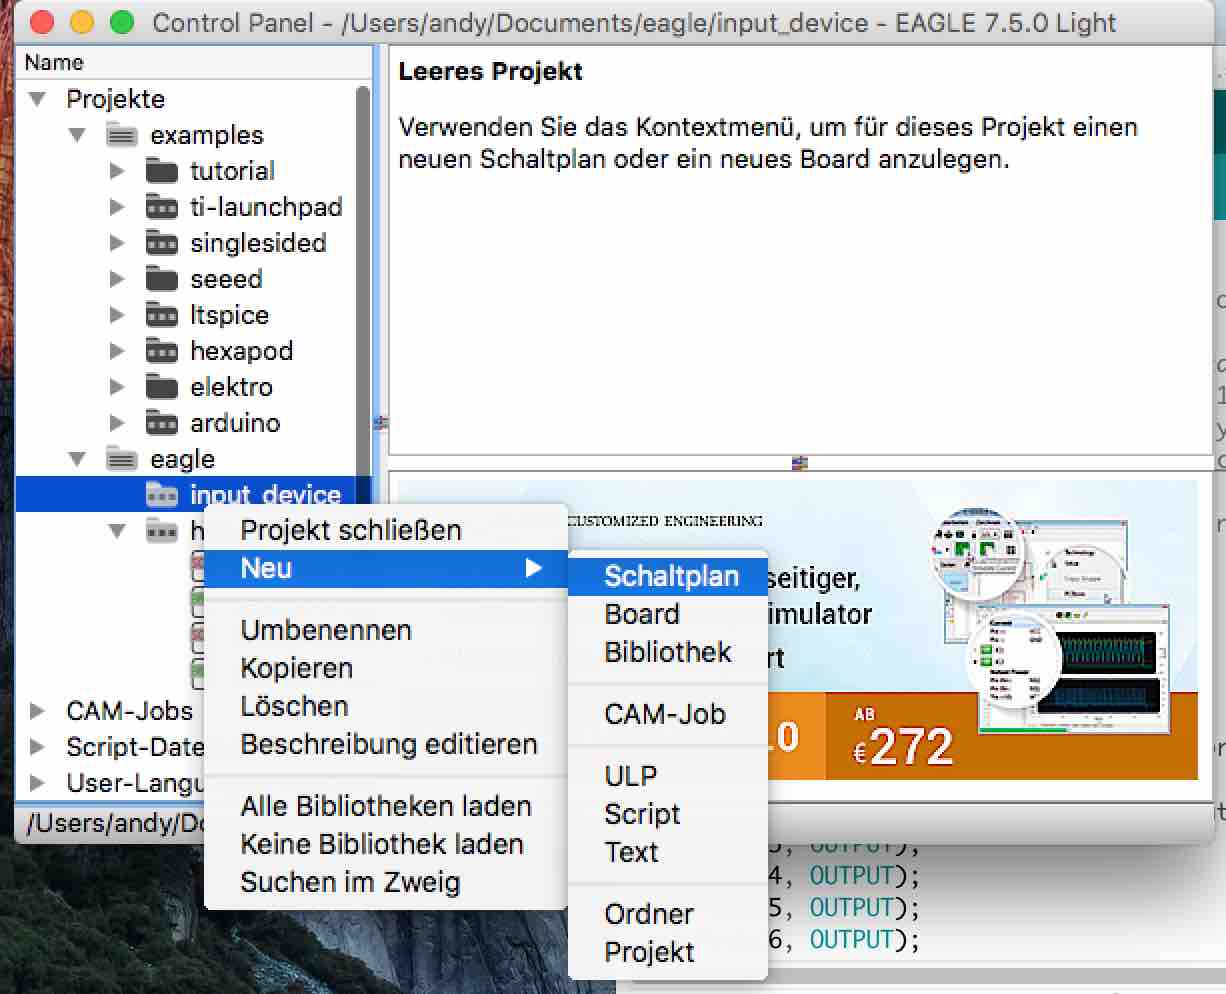 Control Panel - /Users/andy/Documents/eagle/input_device - EAGLE 7.5.0 Light
Name
Projekte
examples
tutorial
ti-launchpad
singlesided
seeed
ltspice
hexapod
elektro
arduino
eagle
input_device
h
CAM-Jobs
Script-Date
User-Langu
/Users/andy/Do
Leeres Projekt
Verwenden Sie das Kontextmenü, um für dieses Projekt einen
neuen Schaltplan oder ein neues Board anzulegen.
Projekt schließen
Neu
Umbenennen
Kopieren
Löschen
Beschreibung editieren
Alle Bibliotheken laden
Keine Bibliothek laden
Suchen im Zweig
Schaltplan
Board
Bibliothek
CAM-Job
ULP
Script
Text
Ordner
Projekt
CUSTOMIZED ENGINEERING
seitiger,
imulator
rt
.0
AB
€272
5, OUTPUT);
4, OUTPUT);
5, OUTPUT);
6, OUTPUT);